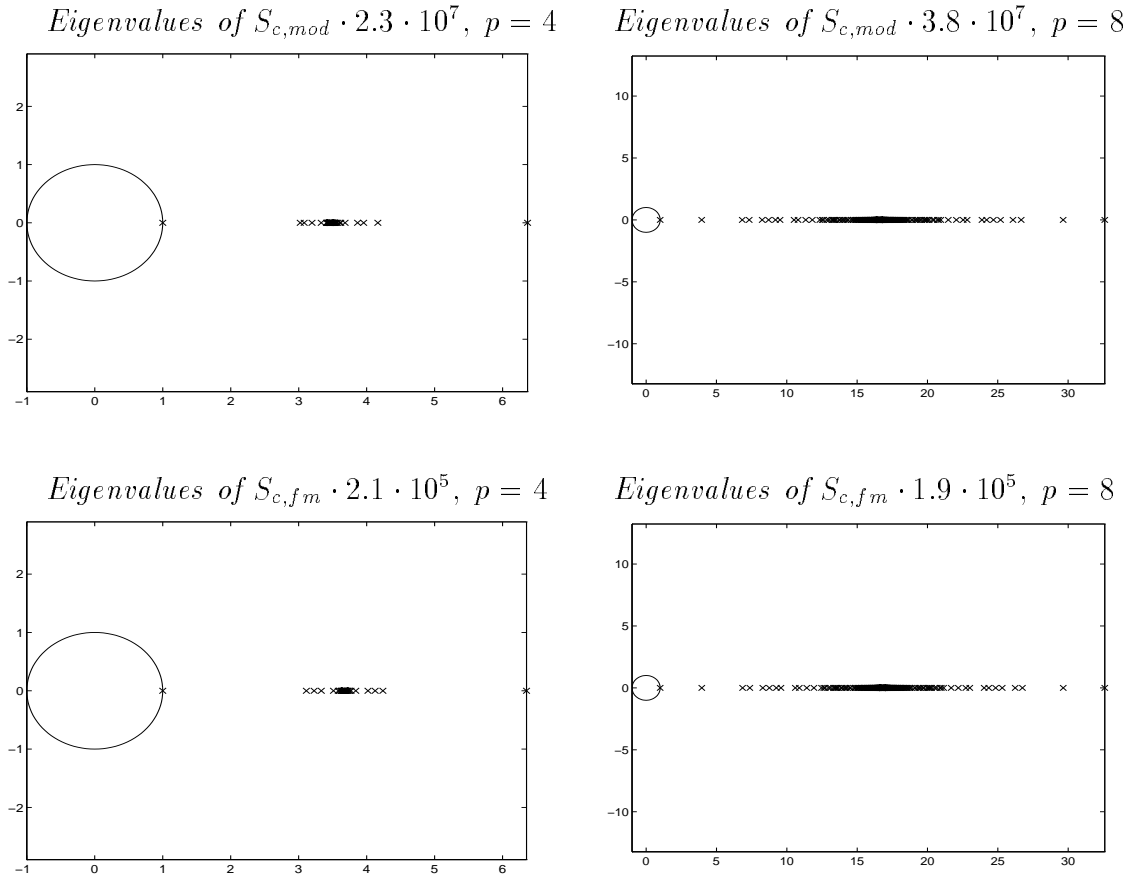 Eigenvalues of S_{c,mod} · 2.3 · 10^7, p = 4
Eigenvalues of S_{c,mod} · 3.8 · 10^7, p = 8
2
1
0
−1
−2
−1 0 1 2 3 4 5 6
10
5
0
−5
−10
0 5 10 15 20 25 30
Eigenvalues of S_{c,fm} · 2.1 · 10^5, p = 4
Eigenvalues of S_{c,fm} · 1.9 · 10^5, p = 8
2
1
0
−1
−2
−1 0 1 2 3 4 5 6
10
5
0
−5
−10
0 5 10 15 20 25 30